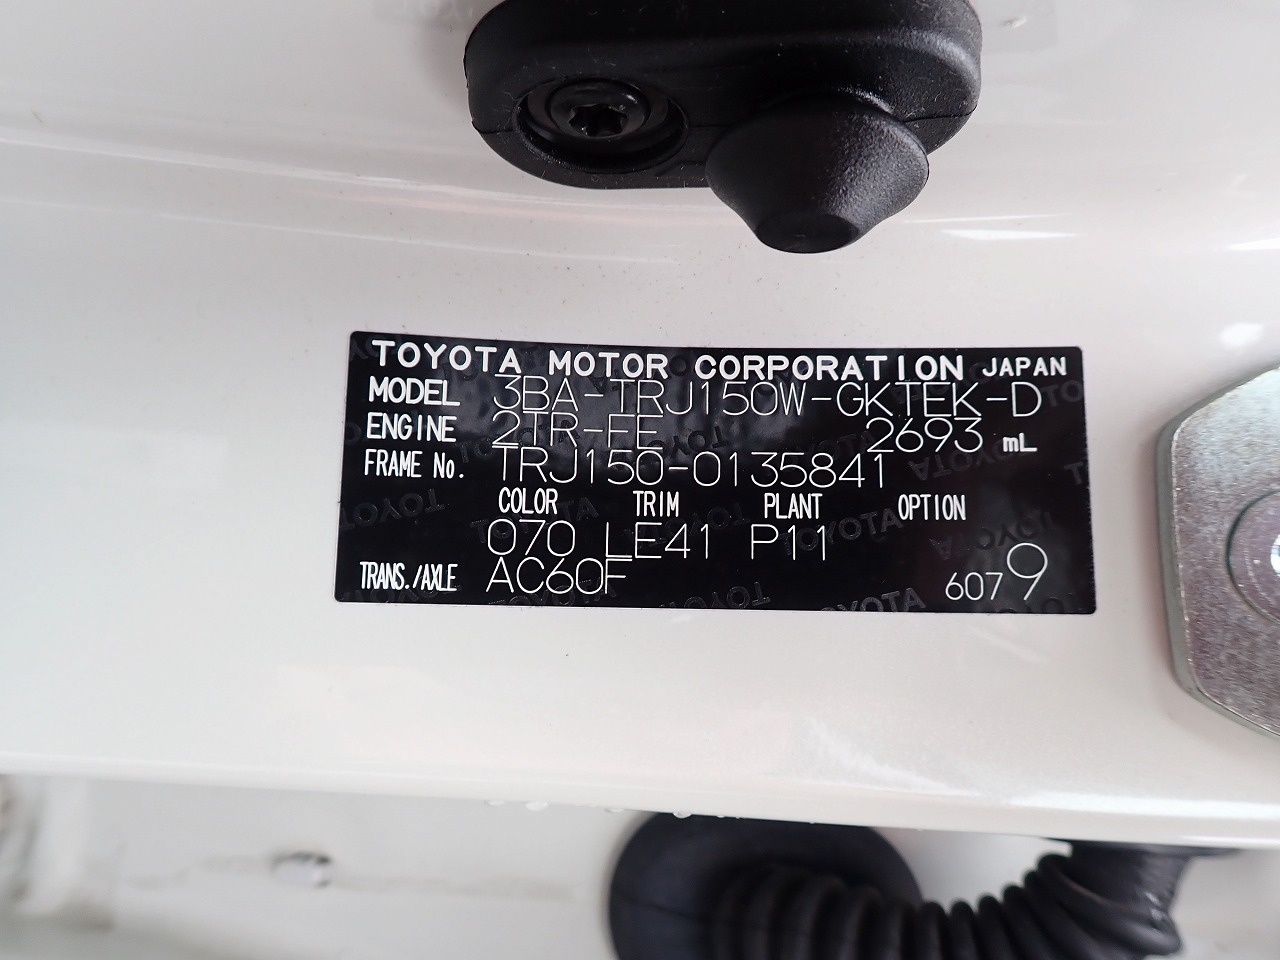 TOYOTA MOTOR CORPORATION JAPAN
MODEL 3BA-TRJ150W-GKTEK-D
ENGINE 2TR-FE 2693 mL
FRAME No. TRJ150-0135841
COLOR TRIM PLANT OPTION
070 LE41 P11
TRANS./AXLE AC60F 6079